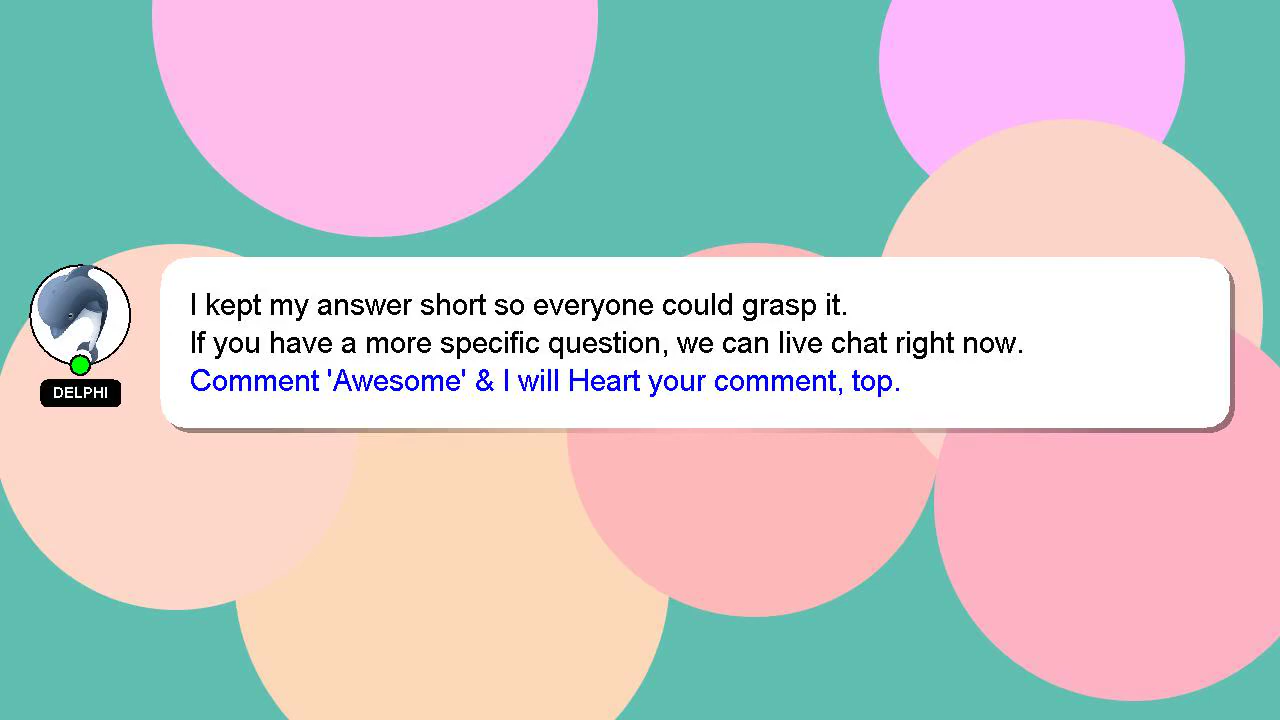 I kept my answer short so everyone could grasp it.
If you have a more specific question, we can live chat right now.
Comment 'Awesome' & I will Heart your comment, top.
DELPHI